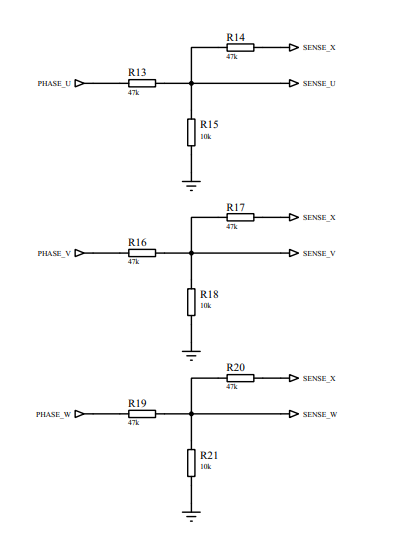 R14
SENSE_X
47k
R13
PHASE_U
SENSE_U
47k
R15
10k
R17
SENSE_X
47k
R16
PHASE_V
SENSE_V
47k
R18
10k
R20
SENSE_X
47k
R19
PHASE_W
SENSE_W
47k
R21
10k